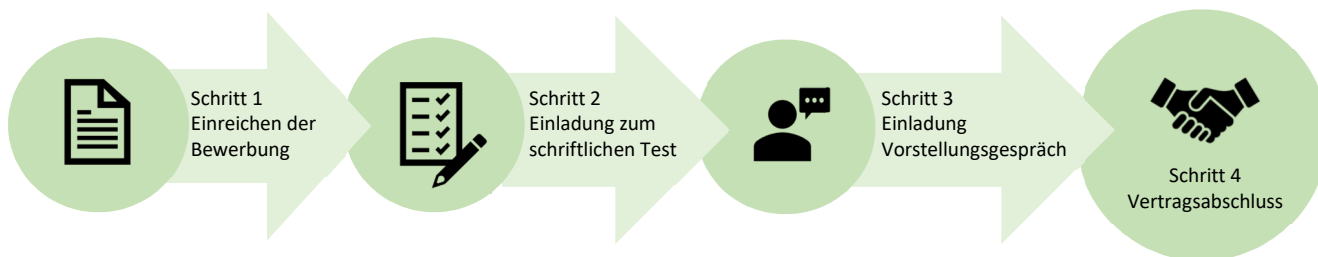 Schritt 1
Einreichen der
Bewerbung
Schritt 2
Einladung zum
schriftlichen Test
Schritt 3
Einladung
Vorstellungsgespräch
Schritt 4
Vertragsabschluss